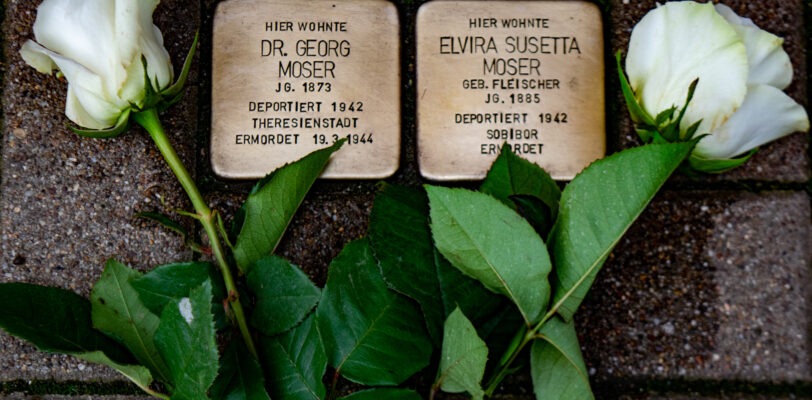 HIER WOHNTE
DR. GEORG
MOSER
JG. 1873
DEPORTIERT 1942
THERESIENSTADT
ERMORDET 19.3.1944
HIER WOHNTE
ELVIRA SUSETTA
MOSER
GEB. FLEISCHER
JG. 1885
DEPORTIERT 1942
SOBIBOR
ERMORDET